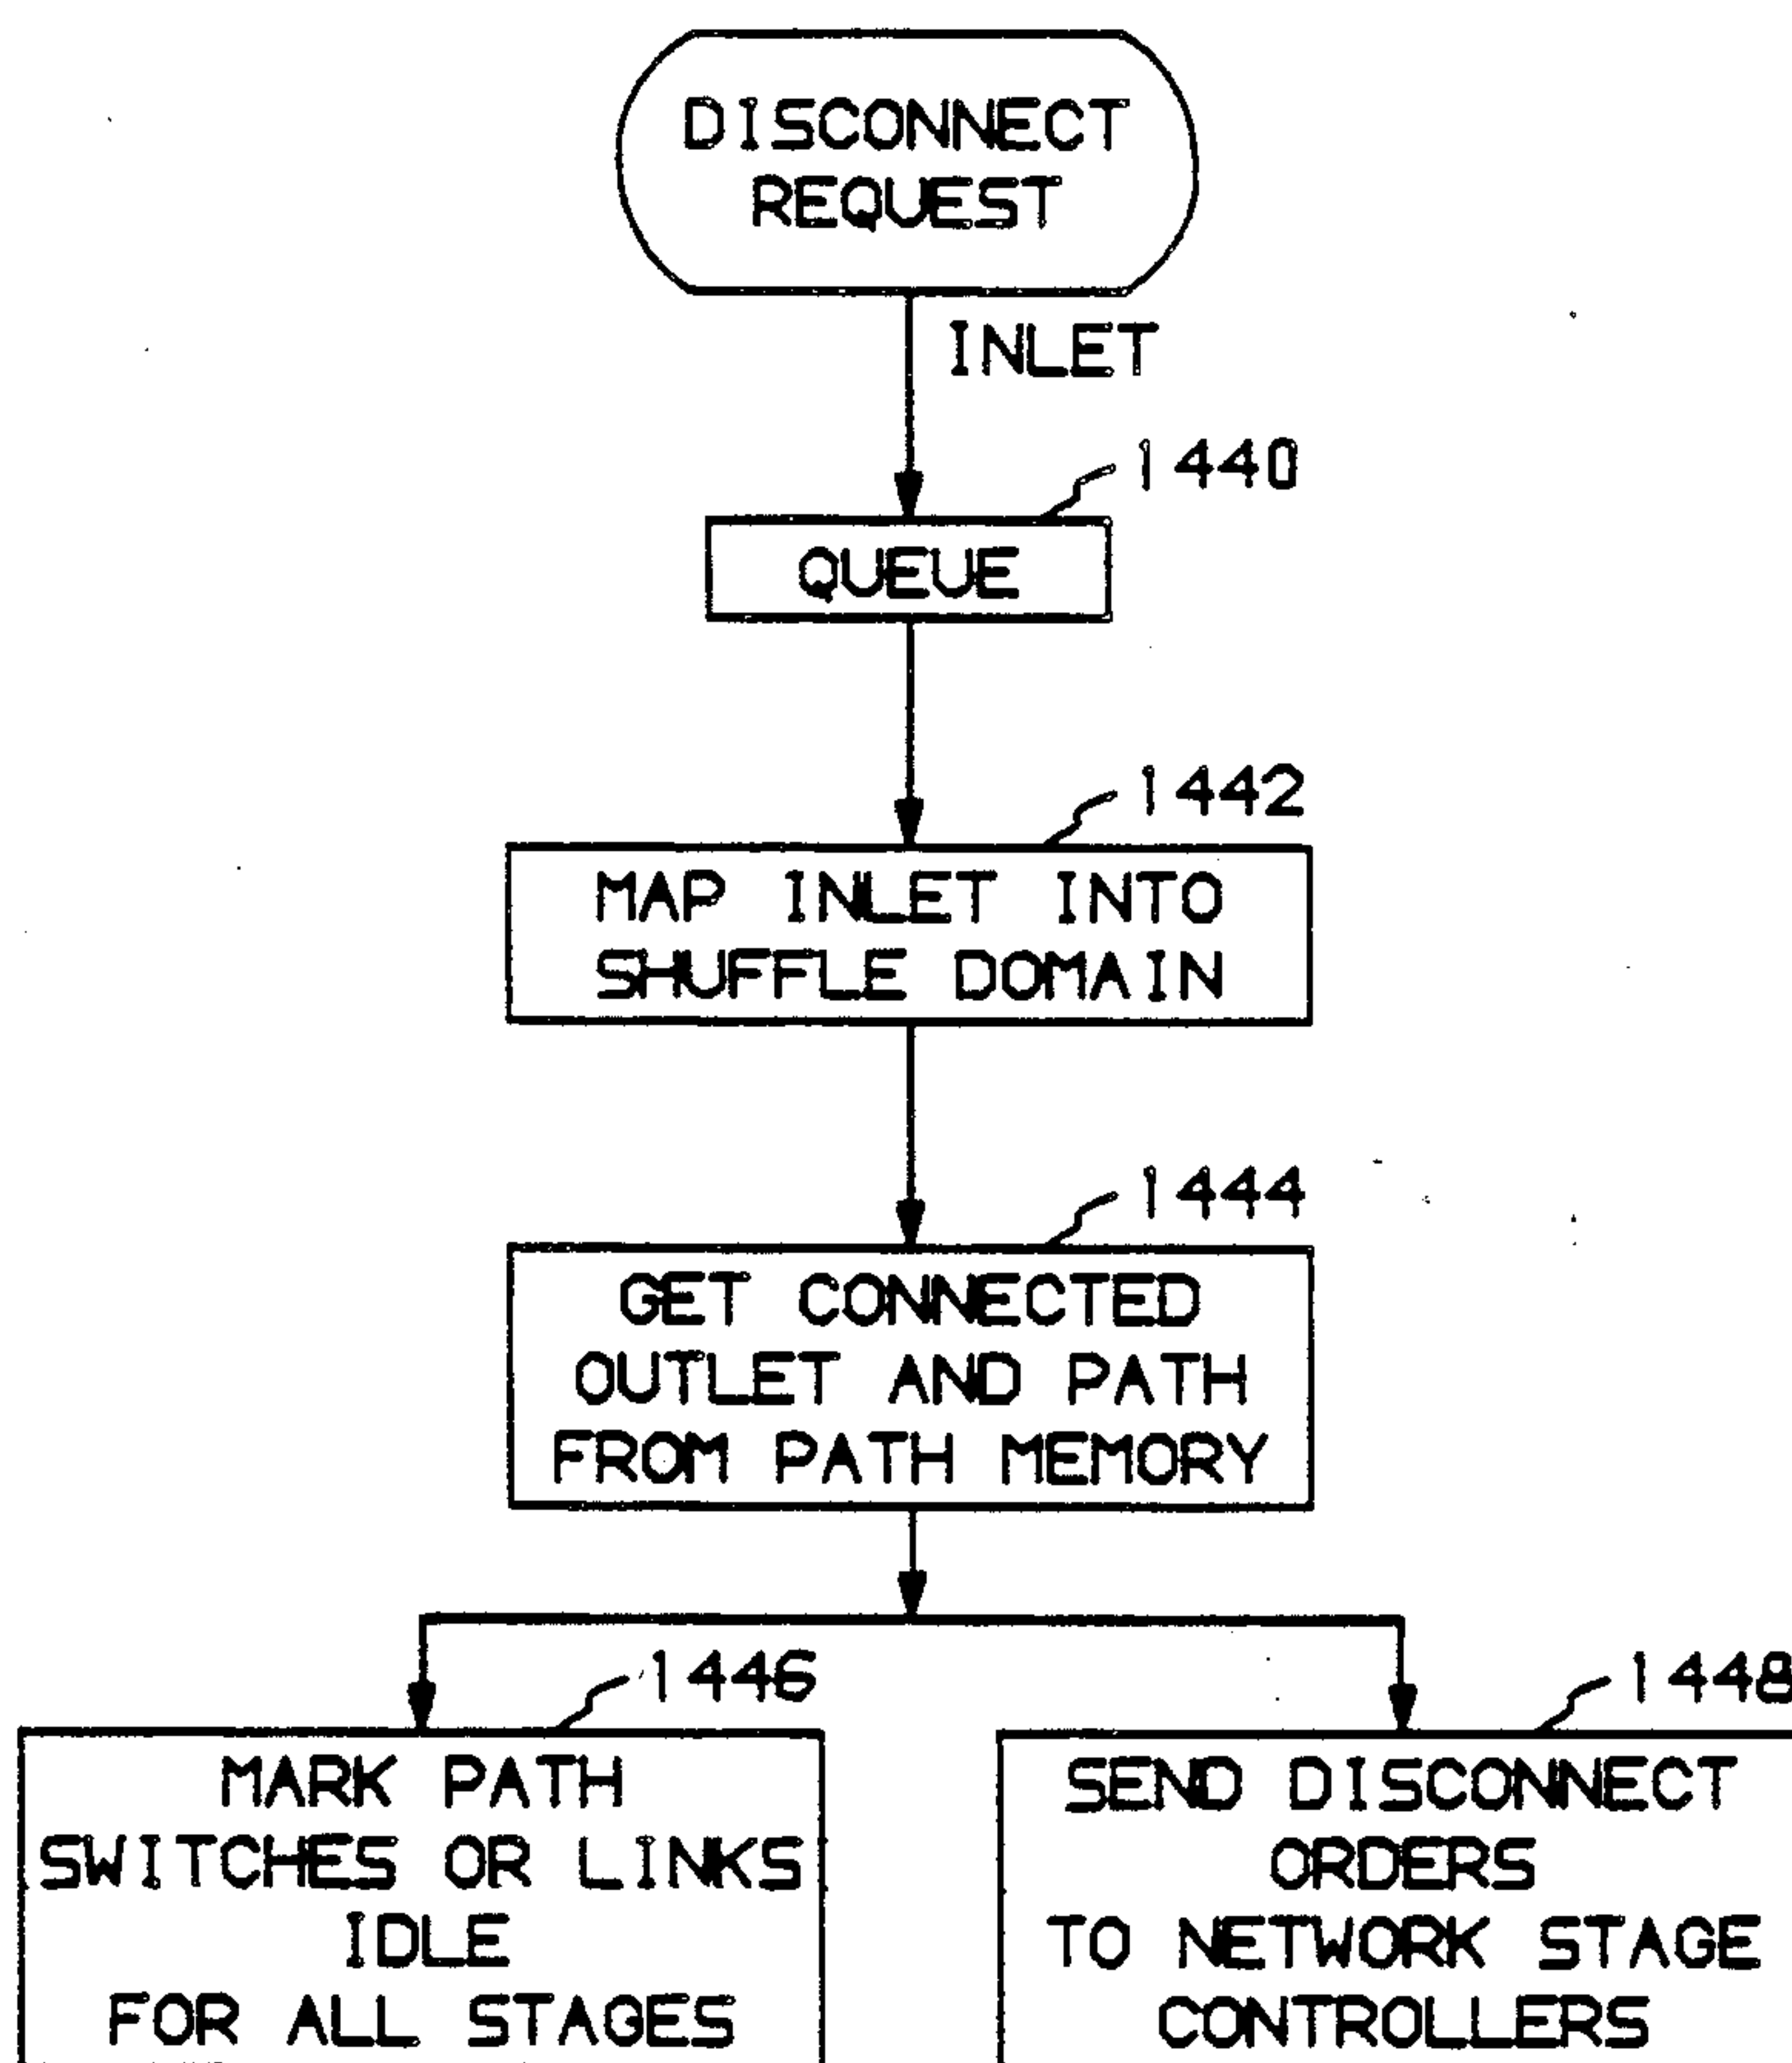 DISCONNECT
REQUEST
INLET
1440
QUEUE
1442
MAP INLET INTO
SHUFFLE DOMAIN
1444
GET CONNECTED
OUTLET AND PATH
FROM PATH MEMORY
1446
MARK PATH
SWITCHES OR LINKS
IDLE
FOR ALL STAGES
1448
SEND DISCONNECT
ORDERS
TO NETWORK STAGE
CONTROLLERS